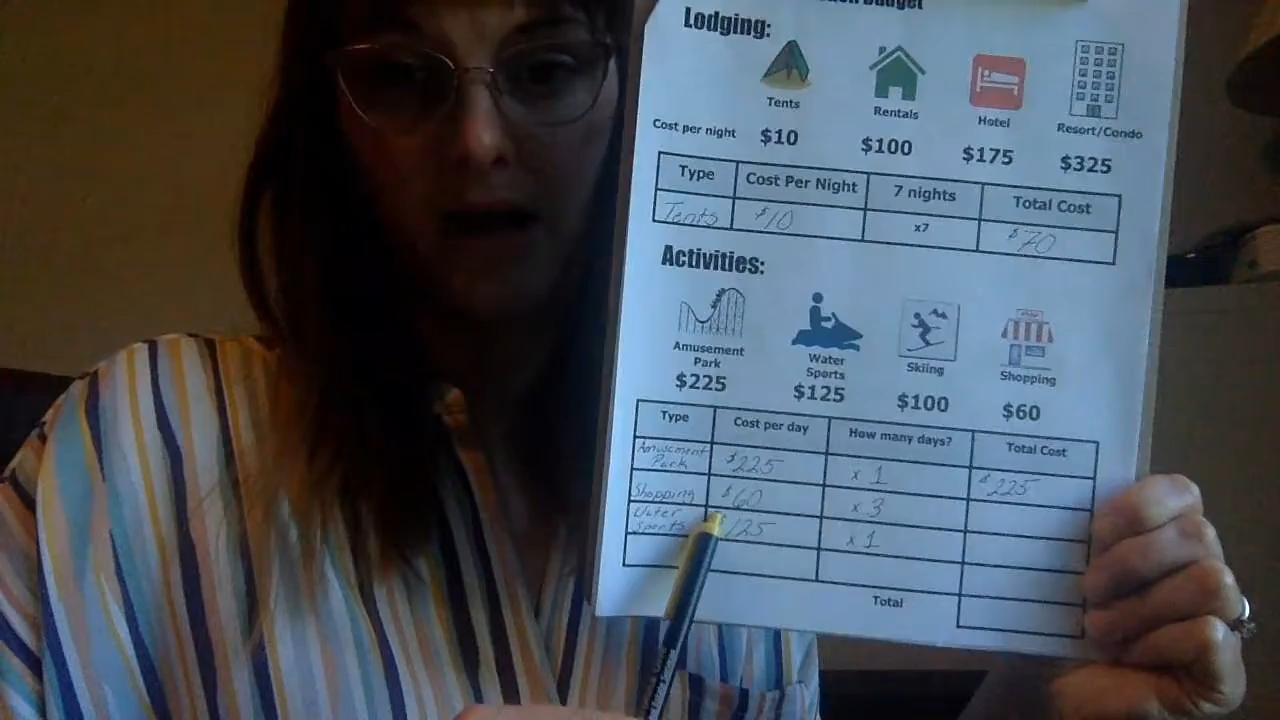 Budget
Lodging:
Tents Rentals Hotel Resort/Condo
Cost per night $10 $100 $175 $325
Type Cost Per Night 7 nights Total Cost
Tents $10 x7 $70
Activities:
Amusement Park Water Sports Skiing Shopping
$225 $125 $100 $60
Type Cost per day How many days? Total Cost
Amusement Park $225 x 1 $225
Shopping $60 x 3
Water Sports 125 x 1
Total